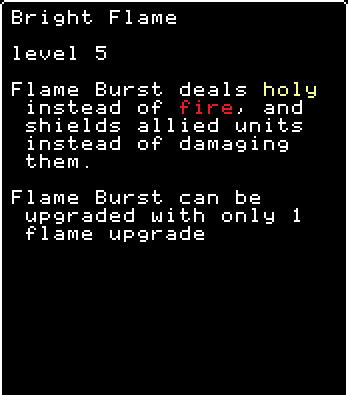 Bright Flame
level 5
Flame Burst deals holy
instead of fire, and
shields allied units
instead of damaging
them.
Flame Burst can be
upgraded with only 1
flame upgrade